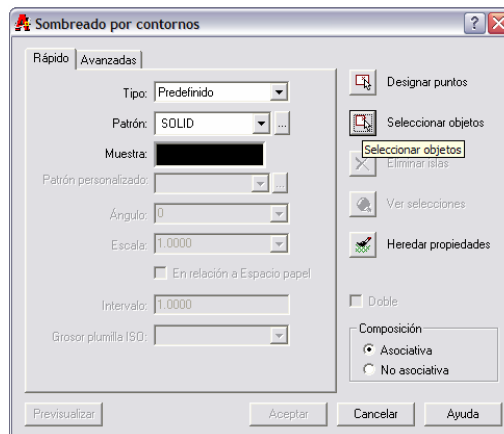 Sombreado por contornos
Rápido
Avanzadas
Tipo: Predefinido
Patrón: SOLID ...
Muestra:
Patrón personalizado: ...
Ángulo: 0
Escala: 1.0000
En relación a Espacio papel
Intervalo: 1.0000
Grosor plumilla ISO:
Designar puntos
Seleccionar objetos
Seleccionar objetos
Eliminar islas
Ver selecciones
Heredar propiedades
Doble
Composición
Asociativa
No asociativa
Previsualizar
Aceptar
Cancelar
Ayuda